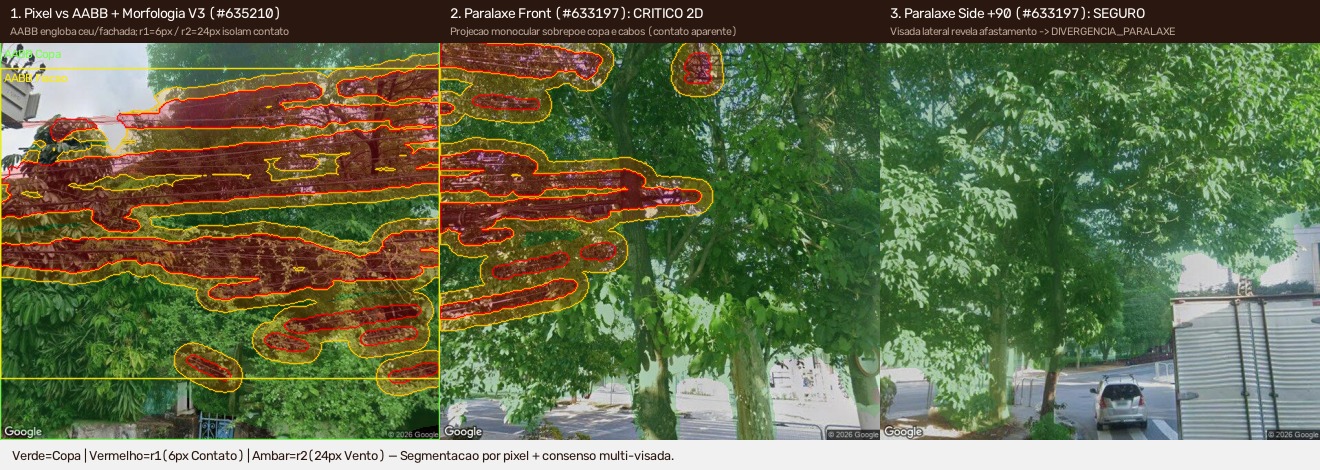 1. Pixel vs AABB + Morfologia V3 (#635210)
AABB engloba ceu/fachada; r1=6px / r2=24px isolam contato
2. Paralaxe Front (#633197): CRITICO 2D
Projecao monocular sobrepoe copa e cabos (contato aparente)
3. Paralaxe Side +90 (#633197): SEGURO
Visada lateral revela afastamento -> DIVERGENCIA_PARALAXE
AABB Copa
AABB
Google
© 2026 Google
Google
© 2026 Google
Google
© 2026 Google
Verde=Copa | Vermelho=r1(6px Contato) | Ambar=r2(24px Vento) — Segmentacao por pixel + consenso multi-visada.